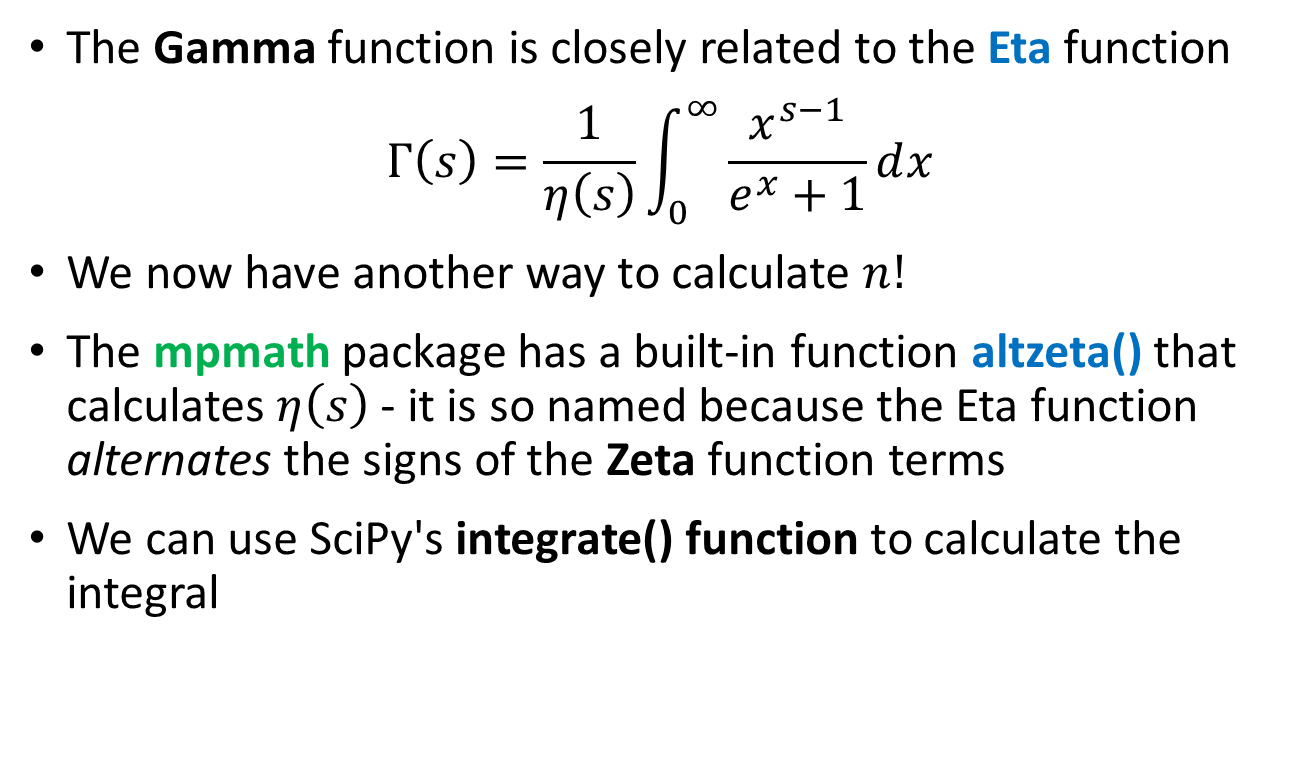 • The Gamma function is closely related to the Eta function
Γ(s) = 1/η(s) ∫₀^∞ x^(s−1)/(e^x + 1) dx
• We now have another way to calculate n!
• The mpmath package has a built-in function altzeta() that
calculates η(s) - it is so named because the Eta function
alternates the signs of the Zeta function terms
• We can use SciPy's integrate() function to calculate the
integral